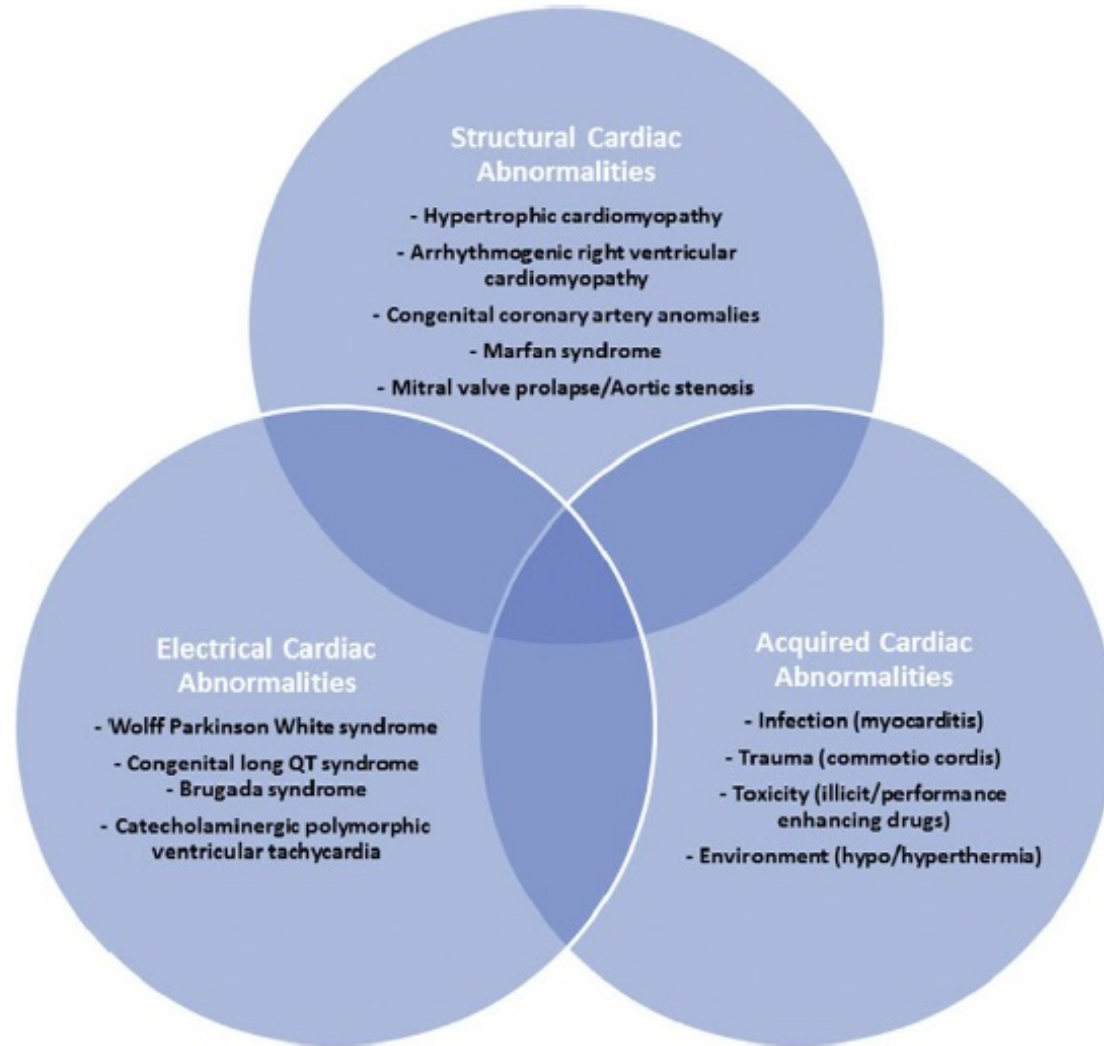 Structural Cardiac
Abnormalities
- Hypertrophic cardiomyopathy
- Arrhythmogenic right ventricular
cardiomyopathy
- Congenital coronary artery anomalies
- Marfan syndrome
- Mitral valve prolapse/Aortic stenosis
Electrical Cardiac
Abnormalities
- Wolff Parkinson White syndrome
- Congenital long QT syndrome
- Brugada syndrome
- Catecholaminergic polymorphic
ventricular tachycardia
Acquired Cardiac
Abnormalities
- Infection (myocarditis)
- Trauma (commotio cordis)
- Toxicity (illicit/performance
enhancing drugs)
- Environment (hypo/hyperthermia)